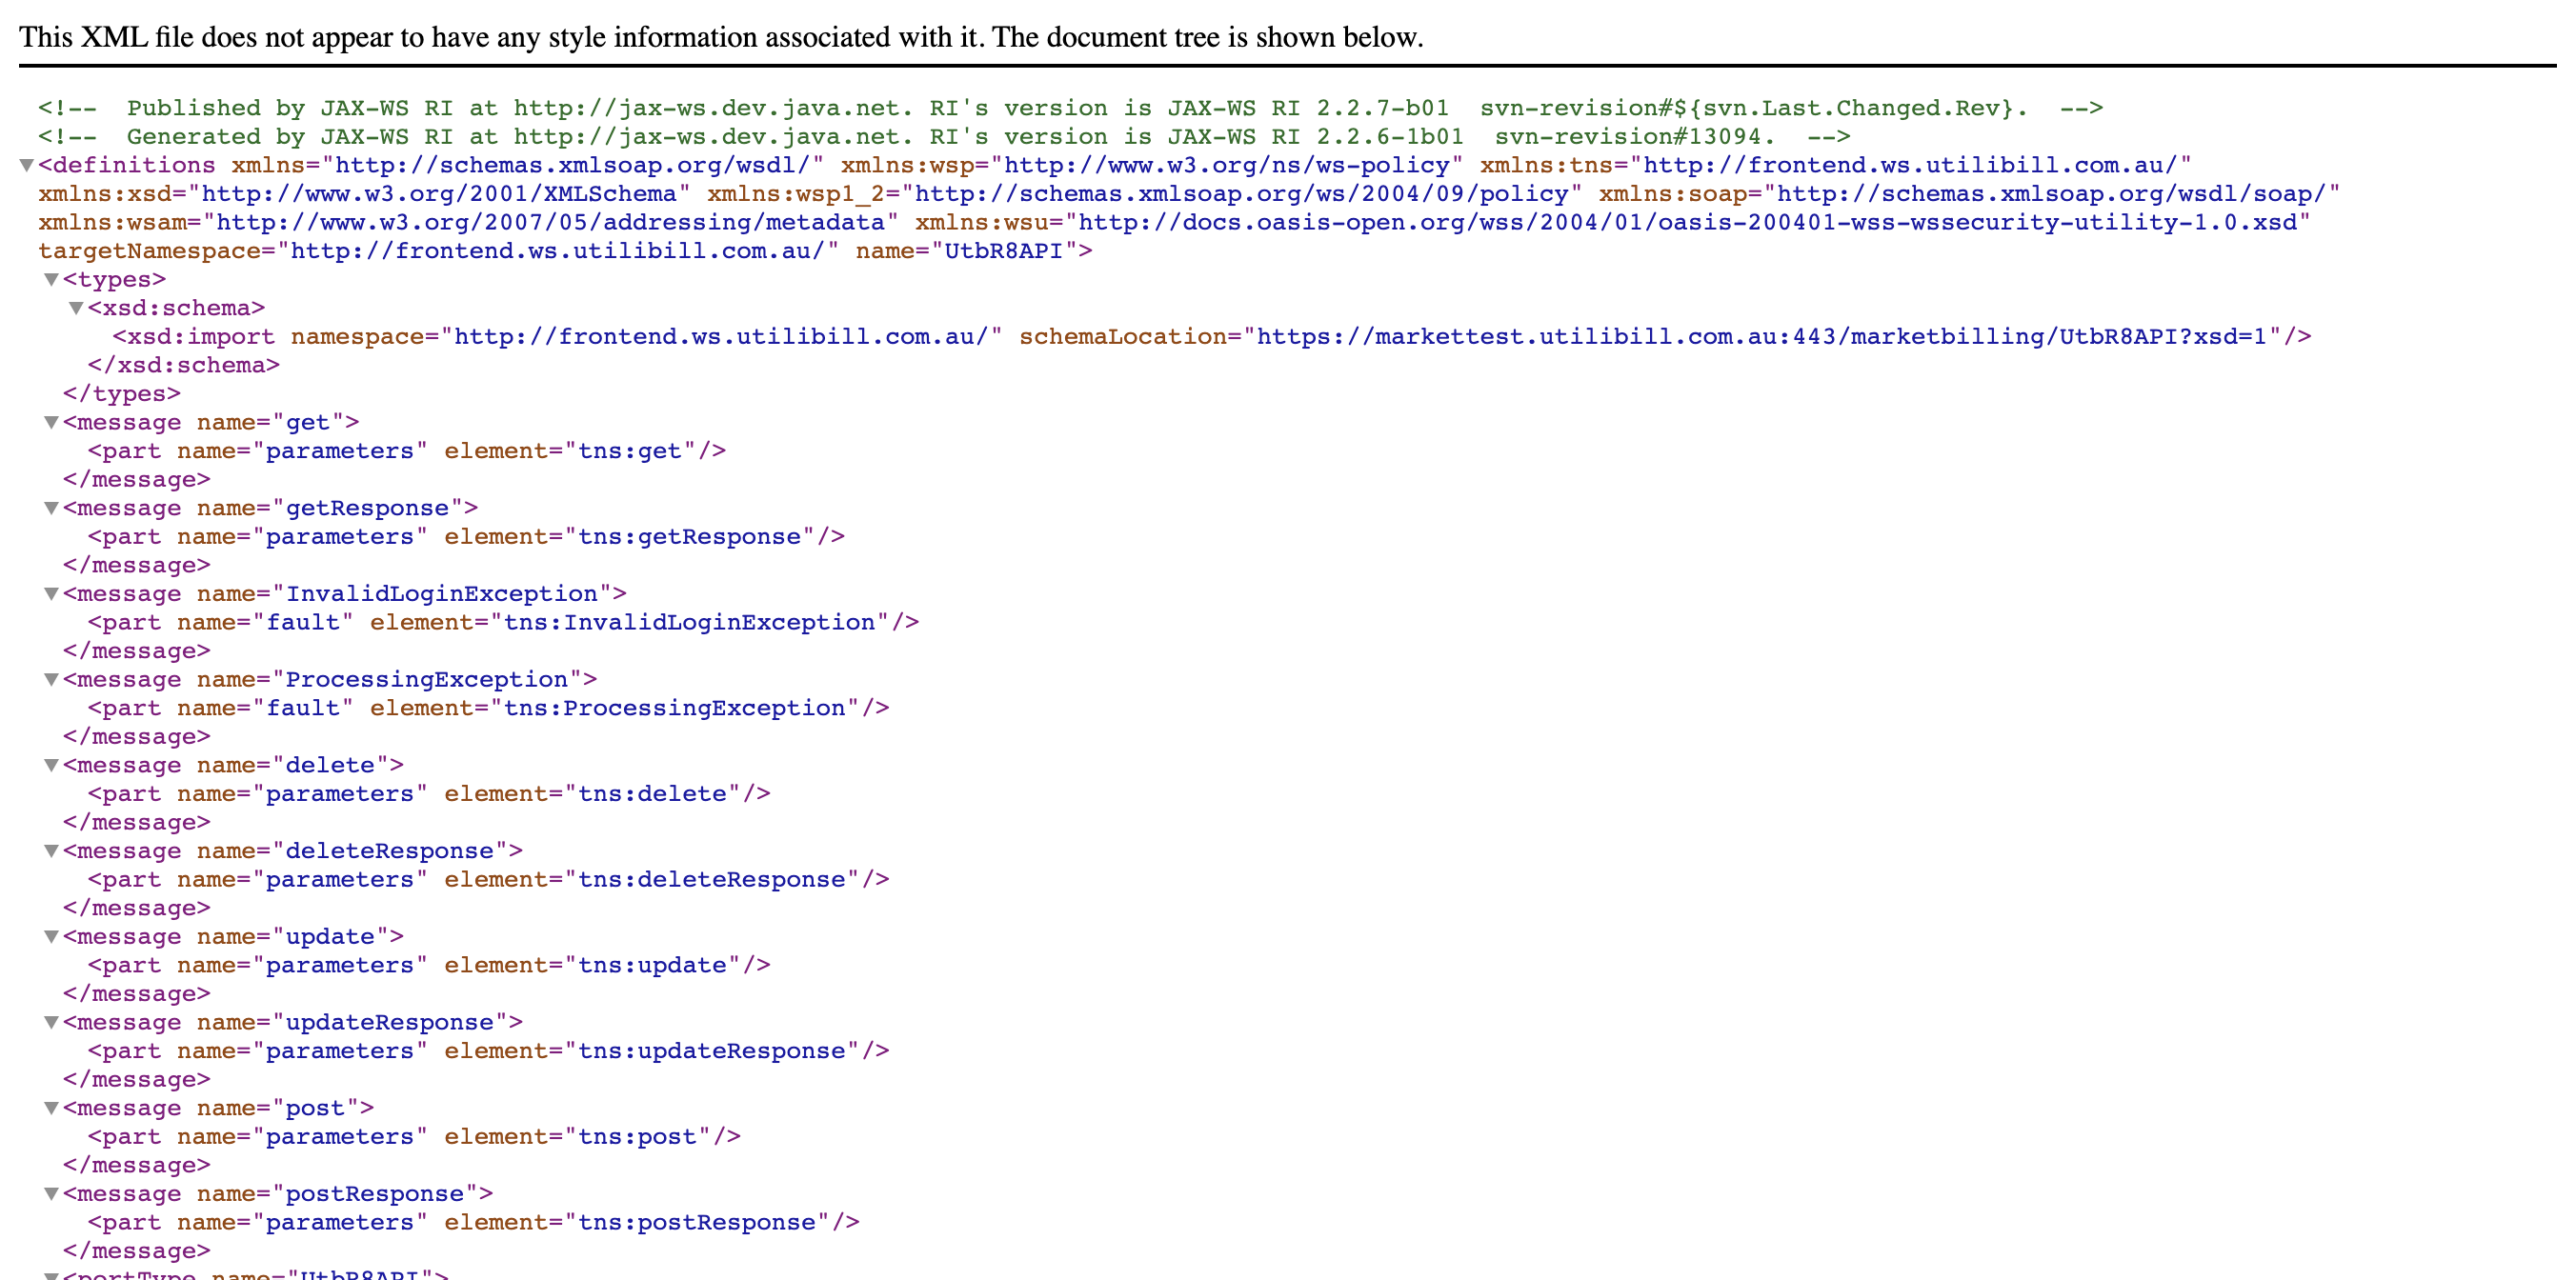 This XML file does not appear to have any style information associated with it. The document tree is shown below.
<!--  Published by JAX-WS RI at http://jax-ws.dev.java.net. RI's version is JAX-WS RI 2.2.7-b01  svn-revision#${svn.Last.Changed.Rev}.  -->
<!--  Generated by JAX-WS RI at http://jax-ws.dev.java.net. RI's version is JAX-WS RI 2.2.6-1b01  svn-revision#13094.  -->
<definitions xmlns="http://schemas.xmlsoap.org/wsdl/" xmlns:wsp="http://www.w3.org/ns/ws-policy" xmlns:tns="http://frontend.ws.utilibill.com.au/"
xmlns:xsd="http://www.w3.org/2001/XMLSchema" xmlns:wsp1_2="http://schemas.xmlsoap.org/ws/2004/09/policy" xmlns:soap="http://schemas.xmlsoap.org/wsdl/soap/"
xmlns:wsam="http://www.w3.org/2007/05/addressing/metadata" xmlns:wsu="http://docs.oasis-open.org/wss/2004/01/oasis-200401-wss-wssecurity-utility-1.0.xsd"
targetNamespace="http://frontend.ws.utilibill.com.au/" name="UtbR8API">
<types>
<xsd:schema>
<xsd:import namespace="http://frontend.ws.utilibill.com.au/" schemaLocation="https://markettest.utilibill.com.au:443/marketbilling/UtbR8API?xsd=1"/>
</xsd:schema>
</types>
<message name="get">
<part name="parameters" element="tns:get"/>
</message>
<message name="getResponse">
<part name="parameters" element="tns:getResponse"/>
</message>
<message name="InvalidLoginException">
<part name="fault" element="tns:InvalidLoginException"/>
</message>
<message name="ProcessingException">
<part name="fault" element="tns:ProcessingException"/>
</message>
<message name="delete">
<part name="parameters" element="tns:delete"/>
</message>
<message name="deleteResponse">
<part name="parameters" element="tns:deleteResponse"/>
</message>
<message name="update">
<part name="parameters" element="tns:update"/>
</message>
<message name="updateResponse">
<part name="parameters" element="tns:updateResponse"/>
</message>
<message name="post">
<part name="parameters" element="tns:post"/>
</message>
<message name="postResponse">
<part name="parameters" element="tns:postResponse"/>
</message>
<portType name="UtbR8API">